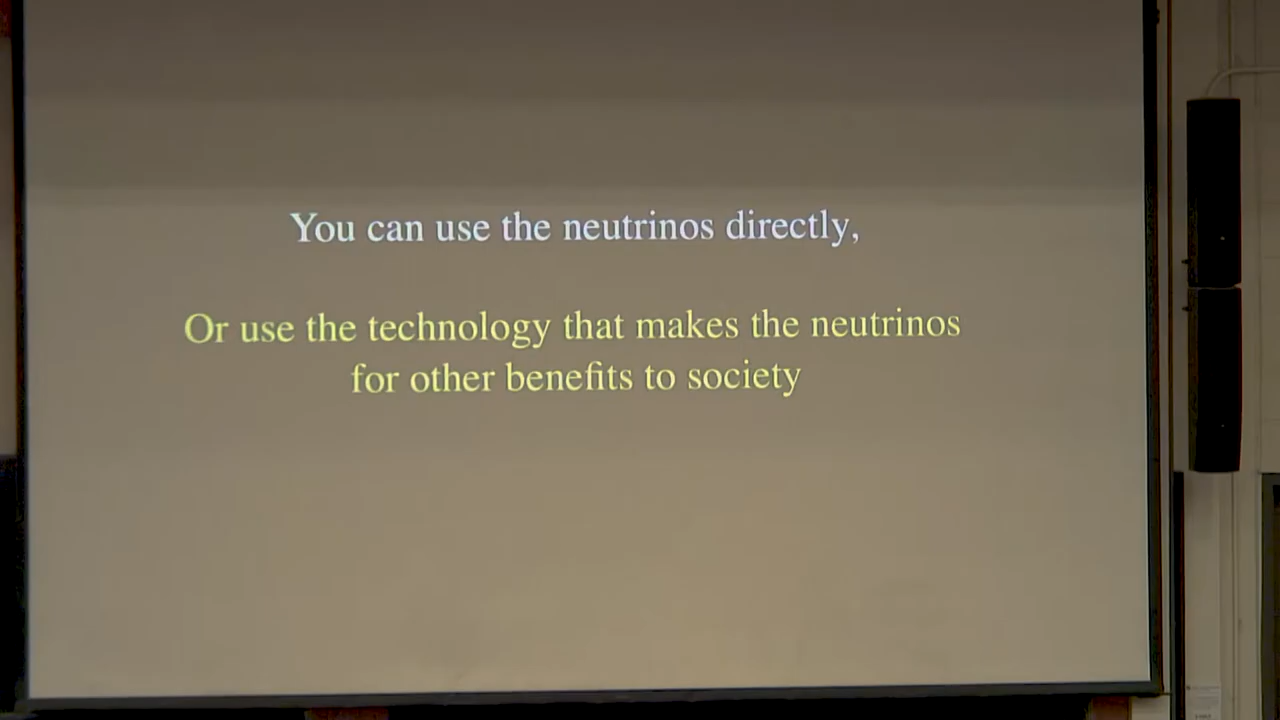 You can use the neutrinos directly,
Or use the technology that makes the neutrinos
for other benefits to society